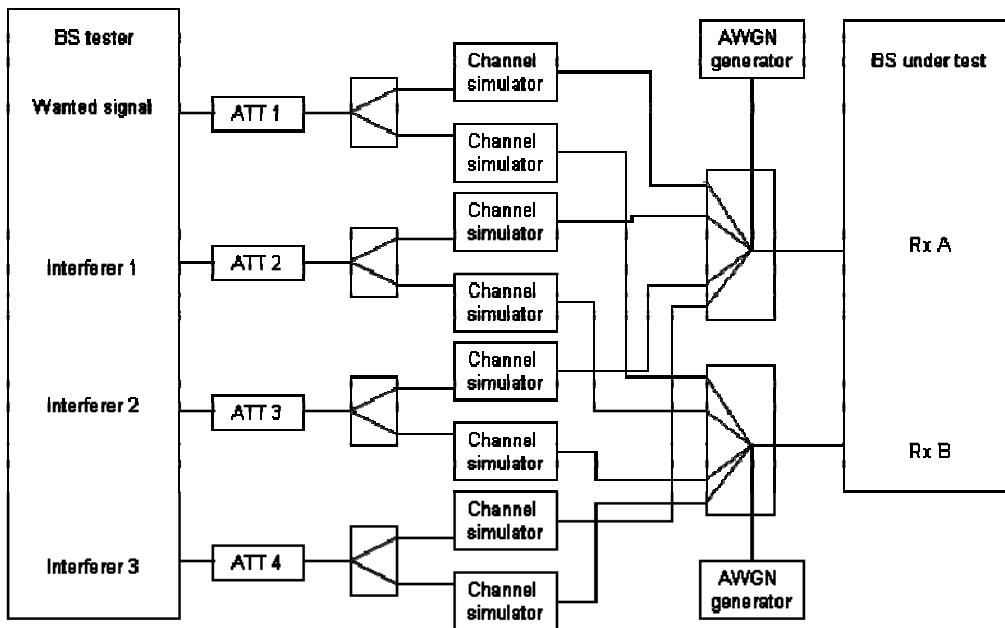 BS tester
Wanted signal
Interferer 1
Interferer 2
Interferer 3
ATT 1
ATT 2
ATT 3
ATT 4
Channel
simulator
Channel
simulator
Channel
simulator
Channel
simulator
Channel
simulator
Channel
simulator
Channel
simulator
Channel
simulator
AWGN
generator
AWGN
generator
BS under test
Rx A
Rx B